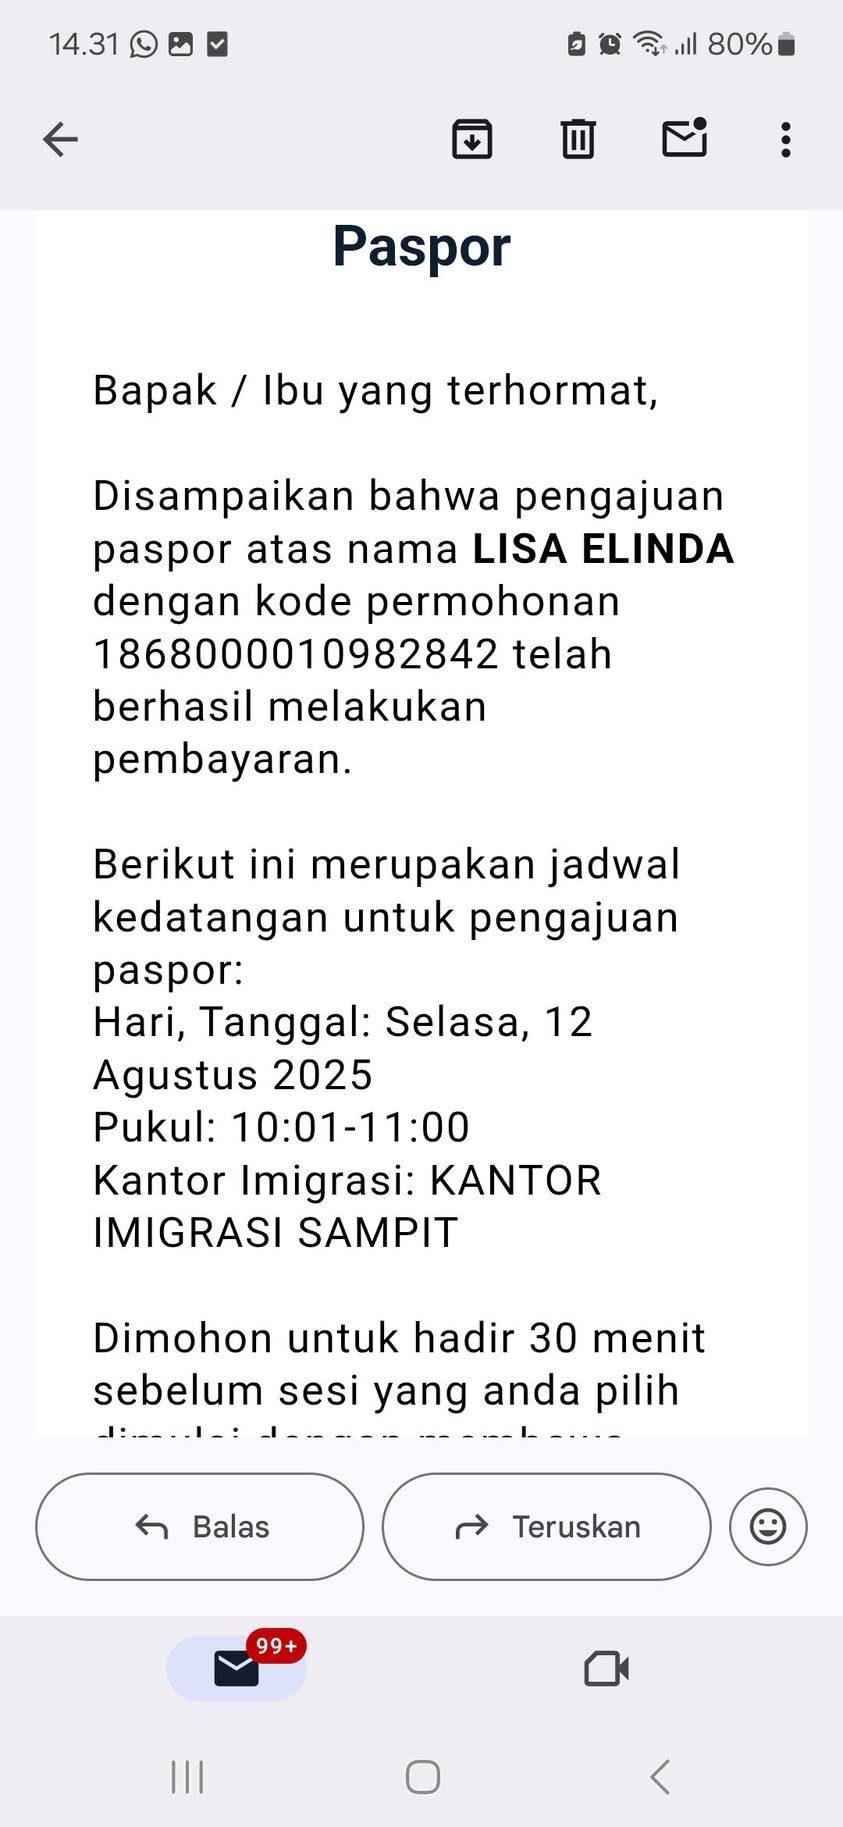 14.31
80%
Paspor
Bapak / Ibu yang terhormat,
Disampaikan bahwa pengajuan
paspor atas nama LISA ELINDA
dengan kode permohonan
1868000010982842 telah
berhasil melakukan
pembayaran.
Berikut ini merupakan jadwal
kedatangan untuk pengajuan
paspor:
Hari, Tanggal: Selasa, 12
Agustus 2025
Pukul: 10:01-11:00
Kantor Imigrasi: KANTOR
IMIGRASI SAMPIT
Dimohon untuk hadir 30 menit
sebelum sesi yang anda pilih
Balas
Teruskan
99+